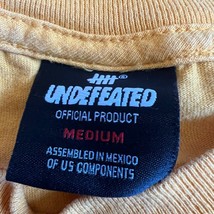 UNDEFEATED
OFFICIAL PRODUCT
MEDIUM
ASSEMBLED IN MEXICO
OF US COMPONENTS